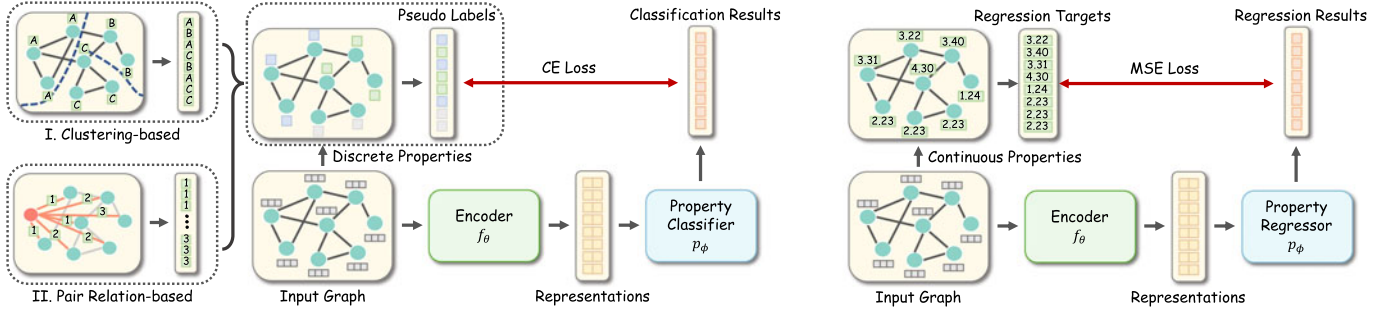 A
B
A
C
B
A
C
C
A
B
A
C
B
A
C
C
I. Clustering-based
1
2
3
1
1
2
2
1
1
1
3
3
3
II. Pair Relation-based
Pseudo Labels
Classification Results
CE Loss
Discrete Properties
Encoder
fθ
Property
Classifier
pϕ
Input Graph
Representations
Regression Targets
Regression Results
3.22
3.40
3.31
4.30
1.24
2.23
2.23
2.23
3.22
3.40
3.31
4.30
1.24
2.23
2.23
2.23
MSE Loss
Continuous Properties
Encoder
fθ
Property
Regressor
pϕ
Input Graph
Representations